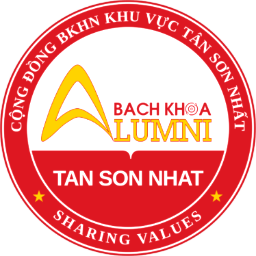 CỘNG ĐỒNG BKHN KHU VỰC TÂN SƠN NHẤT
BACH KHOA
ALUMNI
TAN SON NHAT
SHARING VALUES